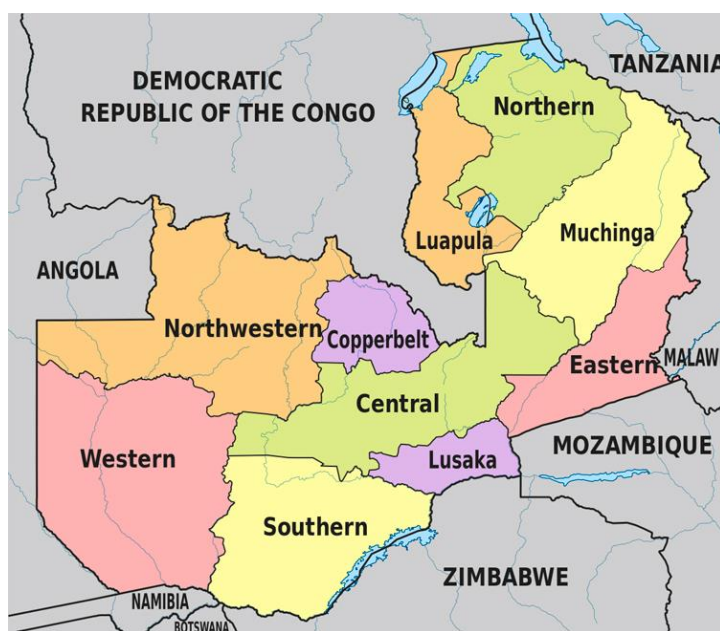 TANZANIA
DEMOCRATIC
REPUBLIC OF THE CONGO
Northern
Luapula
Muchinga
ANGOLA
Northwestern
Copperbelt
Eastern
MALAW
Central
Western
Lusaka
MOZAMBIQUE
Southern
ZIMBABWE
NAMIBIA
BOTSWANA